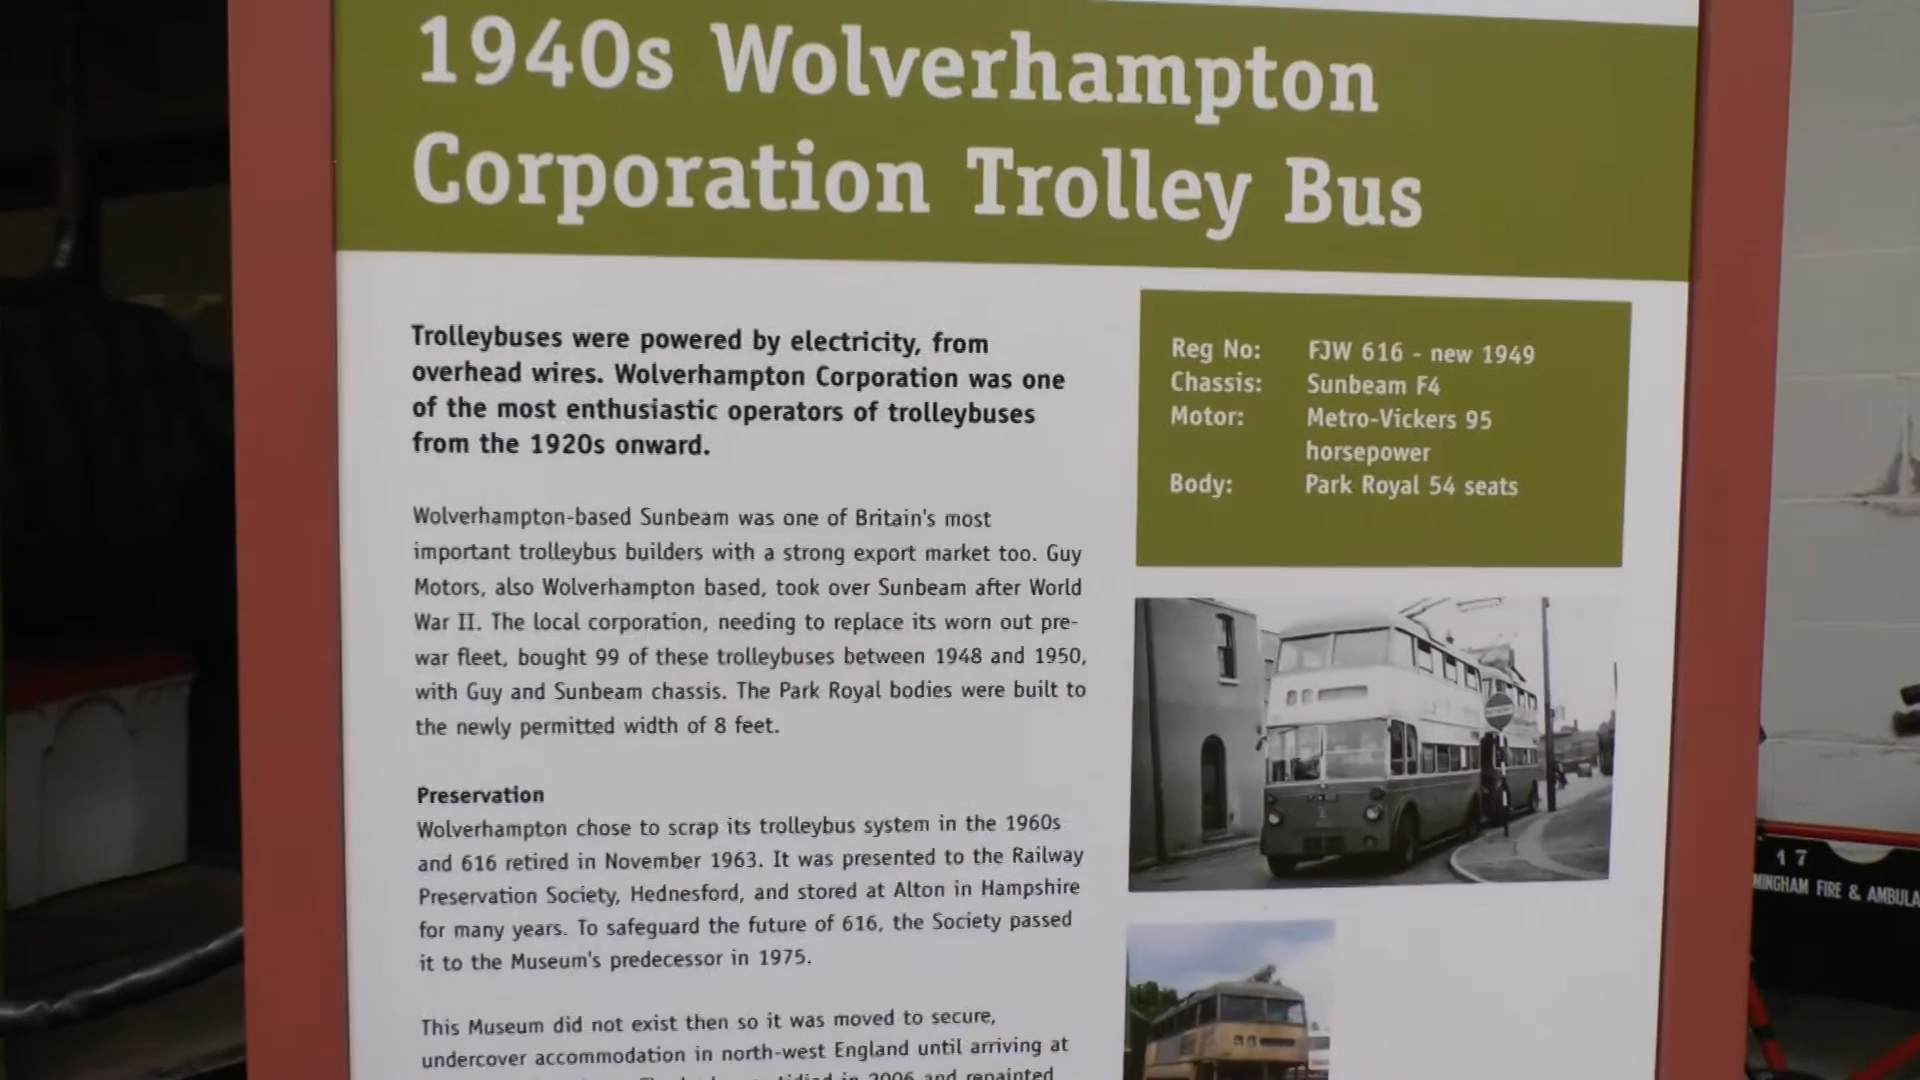 1940s Wolverhampton
Corporation Trolley Bus
Trolleybuses were powered by electricity, from
overhead wires. Wolverhampton Corporation was one
of the most enthusiastic operators of trolleybuses
from the 1920s onward.
Wolverhampton-based Sunbeam was one of Britain's most
important trolleybus builders with a strong export market too. Guy
Motors, also Wolverhampton based, took over Sunbeam after World
War II. The local corporation, needing to replace its worn out pre-
war fleet, bought 99 of these trolleybuses between 1948 and 1950,
with Guy and Sunbeam chassis. The Park Royal bodies were built to
the newly permitted width of 8 feet.
Preservation
Wolverhampton chose to scrap its trolleybus system in the 1960s
and 616 retired in November 1963. It was presented to the Railway
Preservation Society, Hednesford, and stored at Alton in Hampshire
for many years. To safeguard the future of 616, the Society passed
it to the Museum's predecessor in 1975.
This Museum did not exist then so it was moved to secure,
undercover accommodation in north-west England until arriving at
in 2006 and repainted
Reg No: FJW 616 - new 1949
Chassis: Sunbeam F4
Motor: Metro-Vickers 95
horsepower
Body: Park Royal 54 seats
17
MINGHAM FIRE & AMBULA